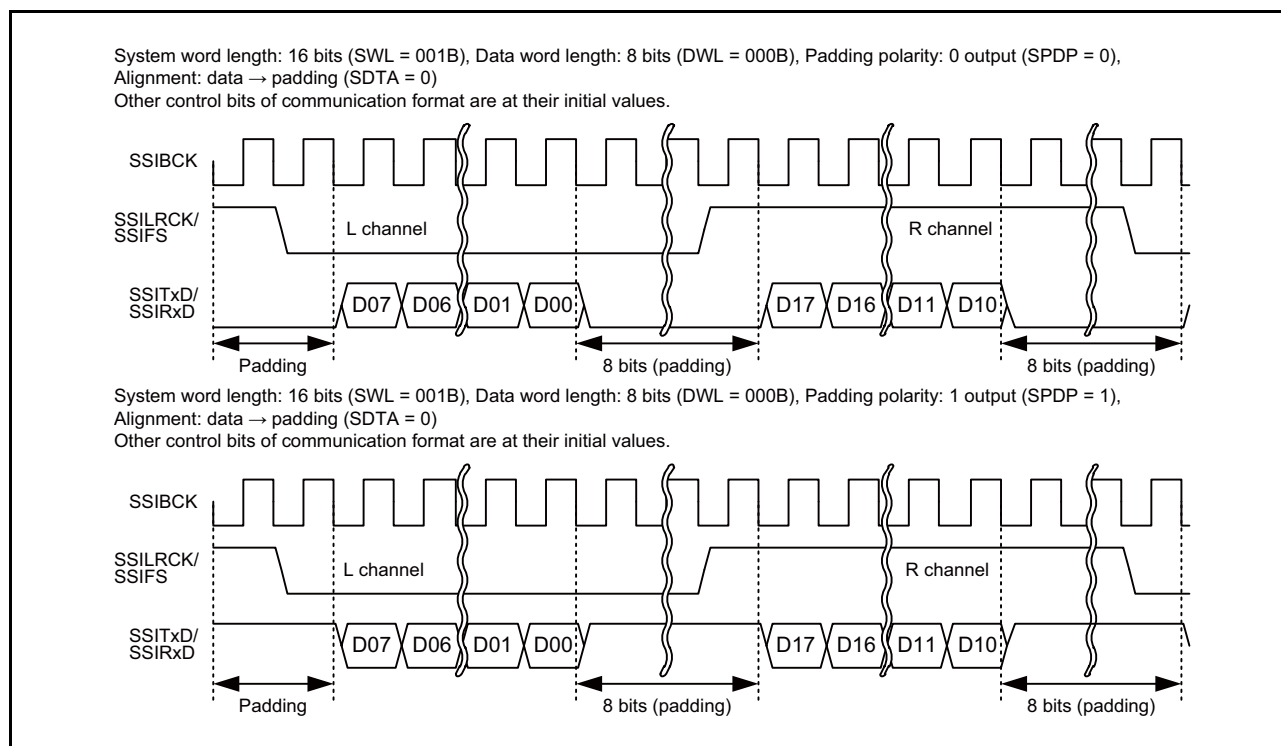 System word length: 16 bits (SWL = 001B), Data word length: 8 bits (DWL = 000B), Padding polarity: 0 output (SPDP = 0),
Alignment: data → padding (SDTA = 0)
Other control bits of communication format are at their initial values.
SSIBCK
SSILRCK/
SSIFS
L channel
R channel
SSITxD/
SSIRxD
D07 D06 D01 D00 D17 D16 D11 D10
Padding
8 bits (padding)
8 bits (padding)
System word length: 16 bits (SWL = 001B), Data word length: 8 bits (DWL = 000B), Padding polarity: 1 output (SPDP = 1),
Alignment: data → padding (SDTA = 0)
Other control bits of communication format are at their initial values.
SSIBCK
SSILRCK/
SSIFS
L channel
R channel
SSITxD/
SSIRxD
D07 D06 D01 D00 D17 D16 D11 D10
Padding
8 bits (padding)
8 bits (padding)